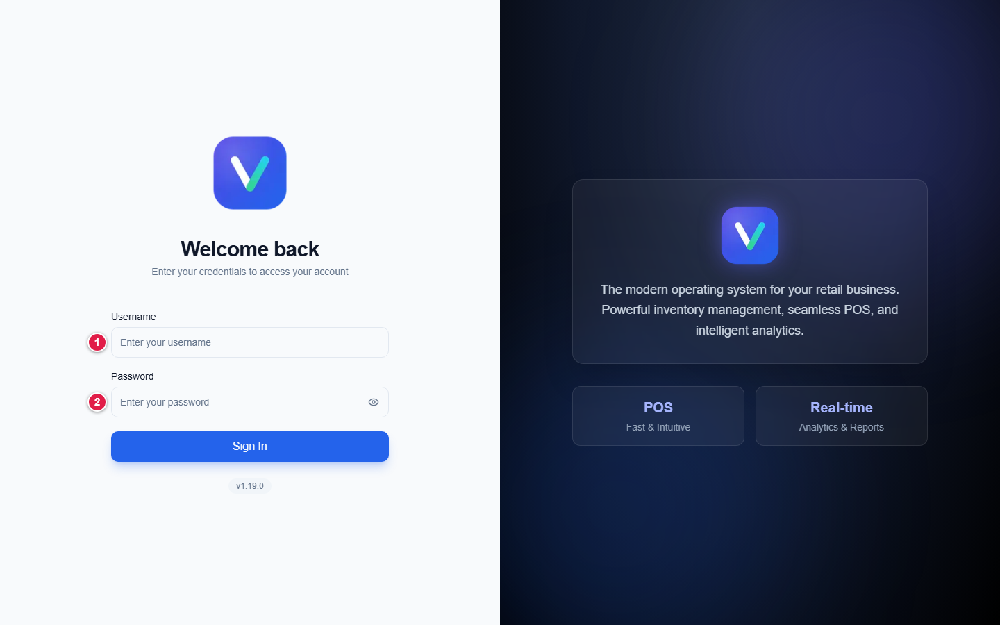 Welcome back
Enter your credentials to access your account
Username
1
Enter your username
Password
2
Enter your password
Sign In
v1.19.0
The modern operating system for your retail business.
Powerful inventory management, seamless POS, and
intelligent analytics.
POS
Fast & Intuitive
Real-time
Analytics & Reports